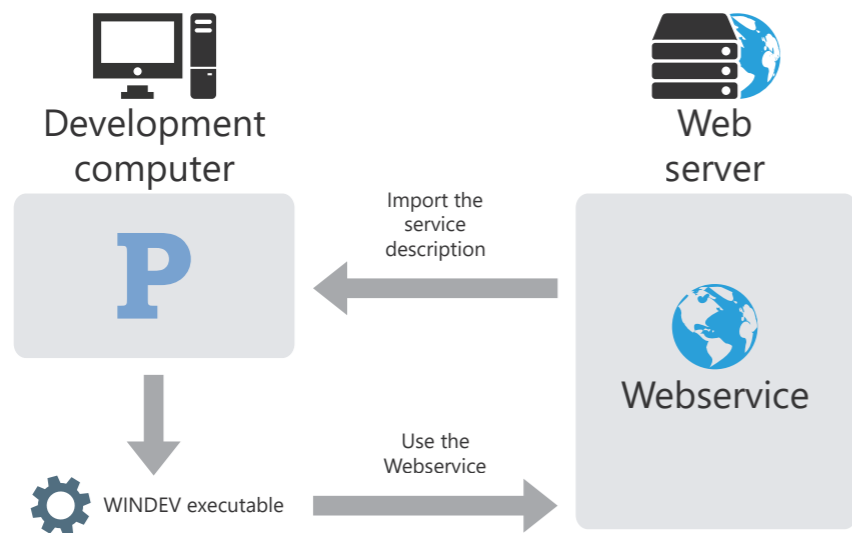 Development
computer
Web
server
Import the
service
description
P
Webservice
Use the
Webservice
WINDEV executable